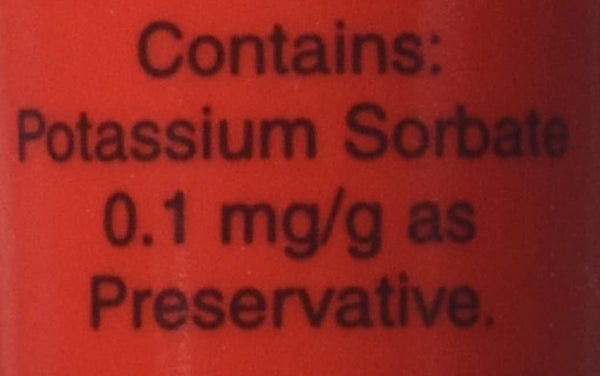 Contains:
Potassium Sorbate
0.1 mg/g as
Preservative.